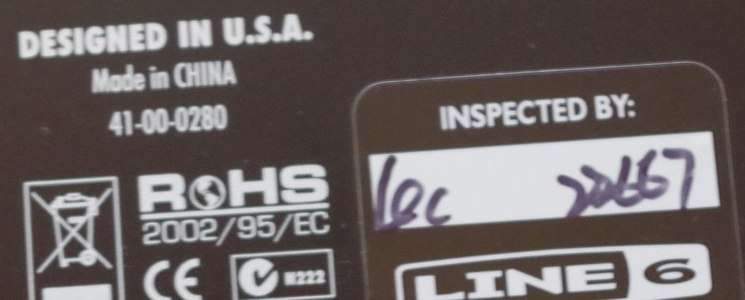 DESIGNED IN U.S.A.
Made in CHINA
41-00-0280
INSPECTED BY:
RoHS
2002/95/EC
CE
N222
LINE 6